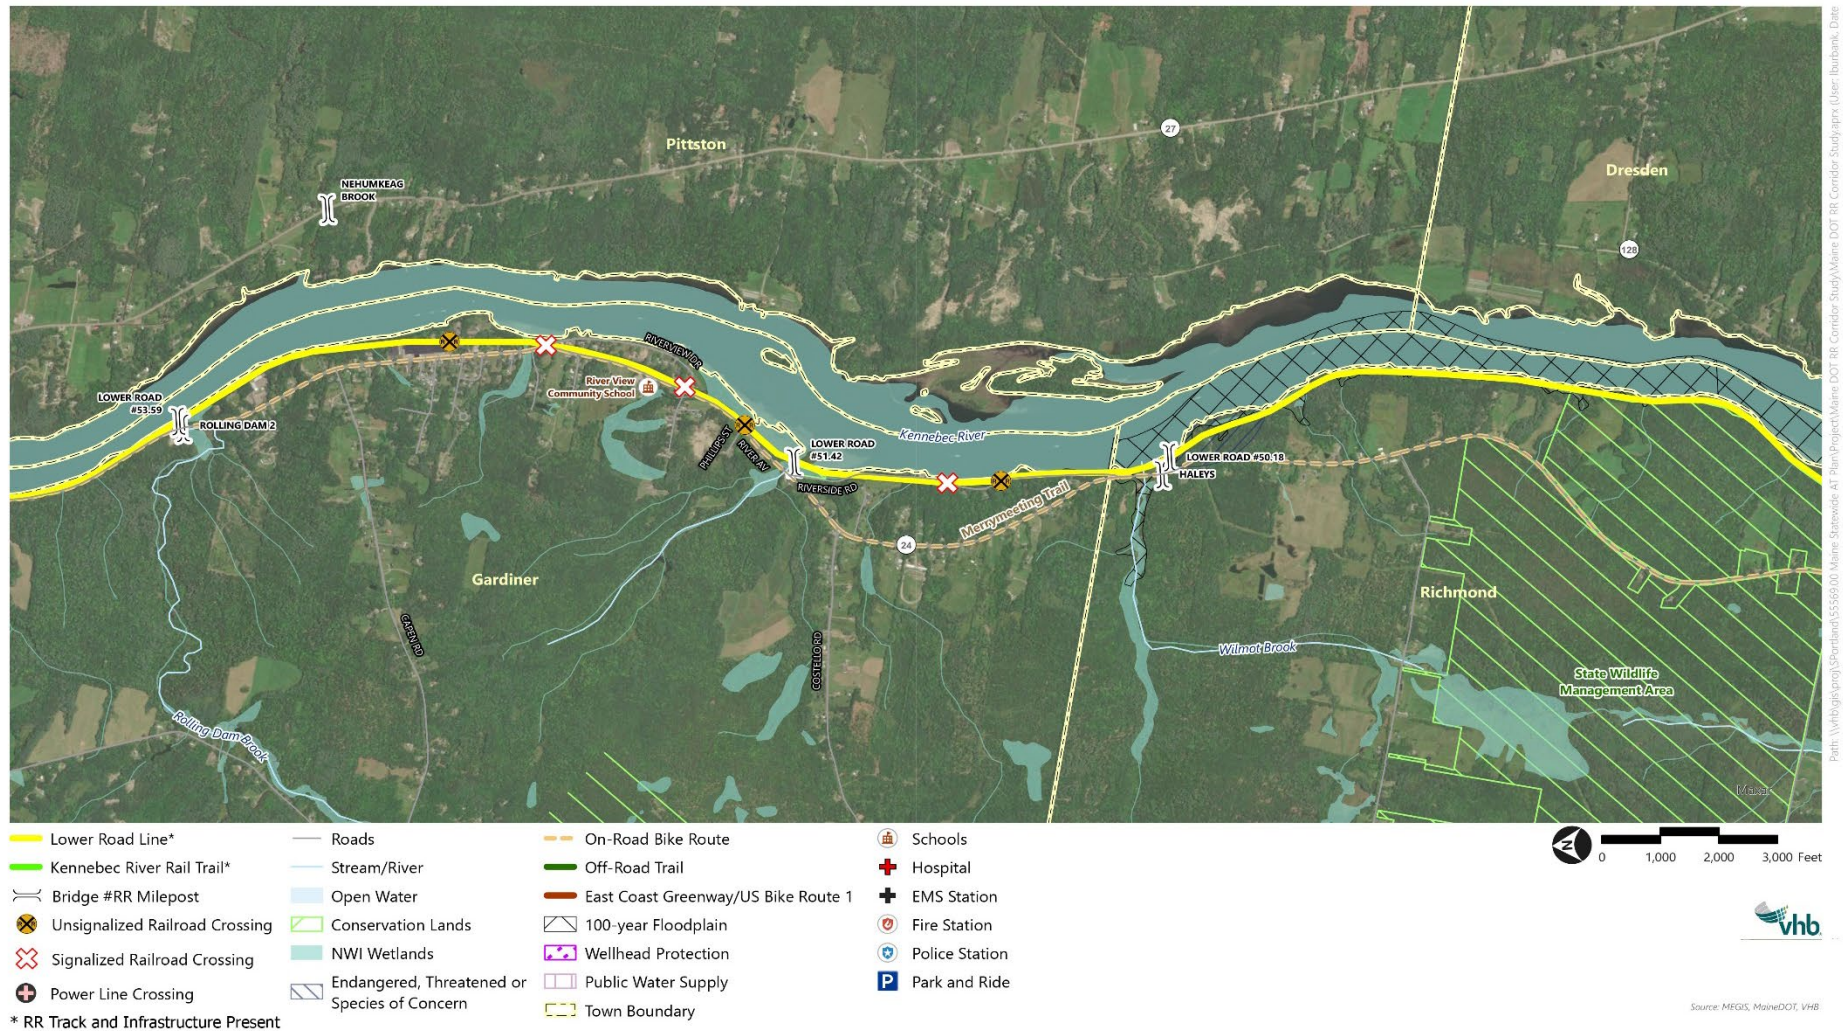 Pittston
27
Dresden
128
NEHUMKEAG
BROOK
LOWER ROAD
#53.59
ROLLING DAM 2
RIVERVIEW DR
River View
Community School
PHILLIPS ST
RIVER AV
LOWER ROAD
#51.42
RIVERSIDE RD
Kennebec River
Merrymeeting Trail
24
LOWER ROAD #50.18
HALEYS
Gardiner
CAPEN RD
COSTELLO RD
Richmond
Wilmot Brook
State Wildlife
Management Area
Rolling Dam Brook
Maxar
Lower Road Line*
Kennebec River Rail Trail*
Bridge #RR Milepost
Unsignalized Railroad Crossing
Signalized Railroad Crossing
Power Line Crossing
* RR Track and Infrastructure Present
Roads
Stream/River
Open Water
Conservation Lands
NWI Wetlands
Endangered, Threatened or
Species of Concern
On-Road Bike Route
Off-Road Trail
East Coast Greenway/US Bike Route 1
100-year Floodplain
Wellhead Protection
Public Water Supply
Town Boundary
Schools
Hospital
EMS Station
Fire Station
Police Station
P Park and Ride
N
0 1,000 2,000 3,000 Feet
vhb
Source: MEGIS, MaineDOT, VHB